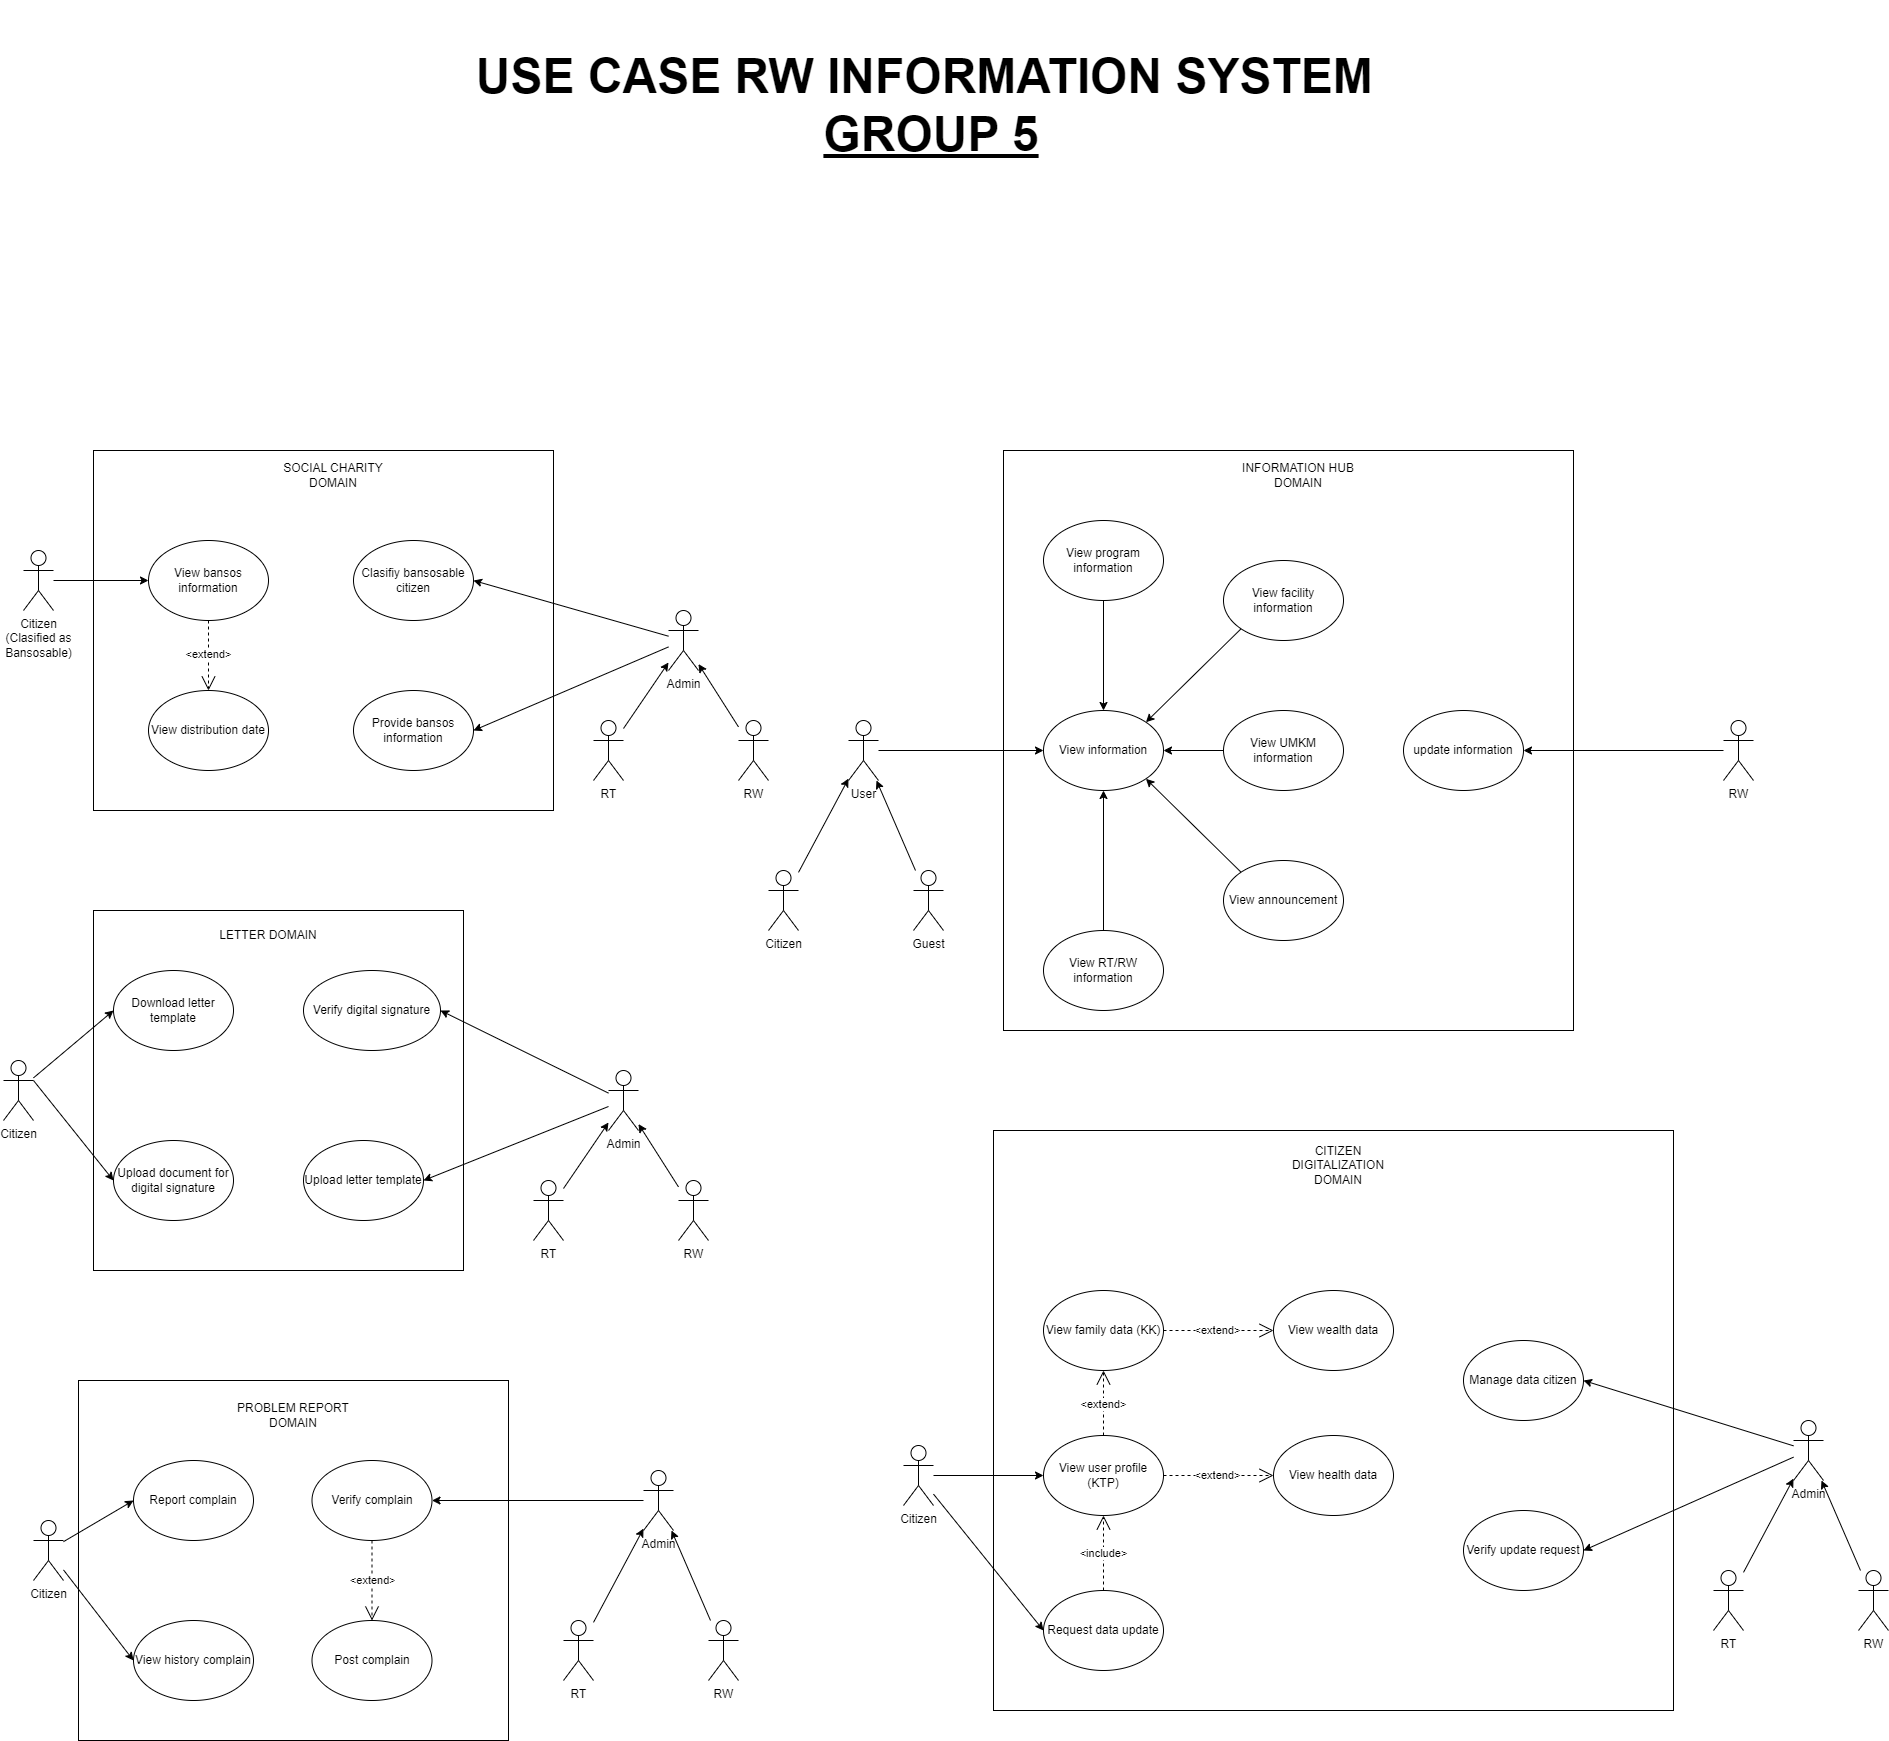 USE CASE RW INFORMATION SYSTEM
GROUP 5
SOCIAL CHARITY
DOMAIN
View bansos
information
Clasifiy bansosable
citizen
Citizen
(Clasified as
Bansosable)
<extend>
View distribution date
Provide bansos
information
Admin
RT
RW
INFORMATION HUB
DOMAIN
View program
information
View facility
information
View information
View UMKM
information
update information
User
RW
Citizen
Guest
View announcement
View RT/RW
information
LETTER DOMAIN
Download letter
template
Verify digital signature
Citizen
Upload document for
digital signature
Upload letter template
Admin
RT
RW
CITIZEN
DIGITALIZATION
DOMAIN
View family data (KK)
<extend>
View wealth data
Manage data citizen
<extend>
View user profile
(KTP)
<extend>
View health data
Citizen
Admin
<include>
Verify update request
Request data update
RT
RW
PROBLEM REPORT
DOMAIN
Report complain
Verify complain
Citizen
Admin
<extend>
View history complain
Post complain
RT
RW